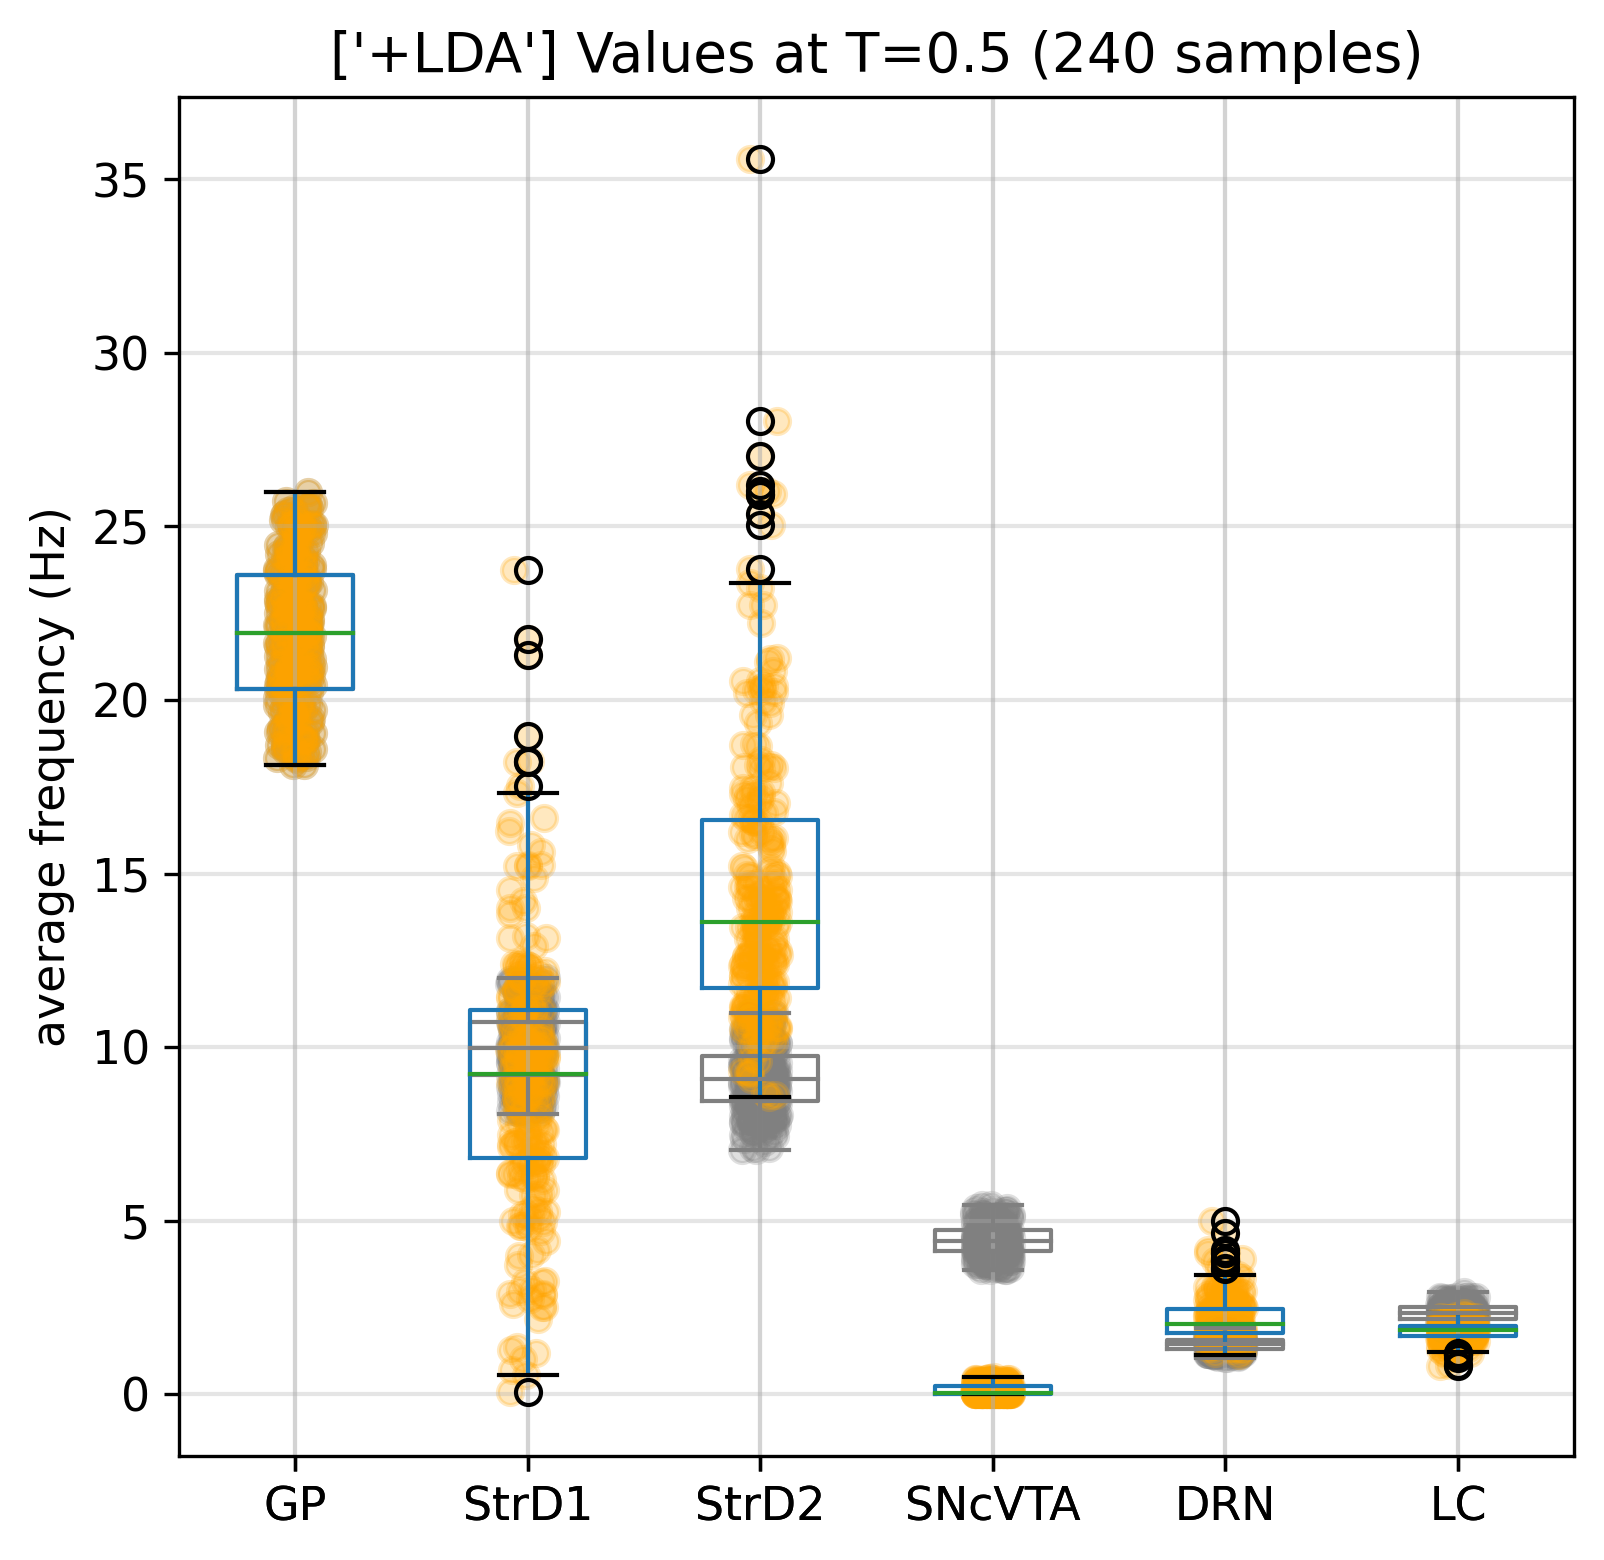 ['+LDA'] Values at T=0.5 (240 samples)
average frequency (Hz)
35
30
25
20
15
10
5
0
GP StrD1 StrD2 SNcVTA DRN LC